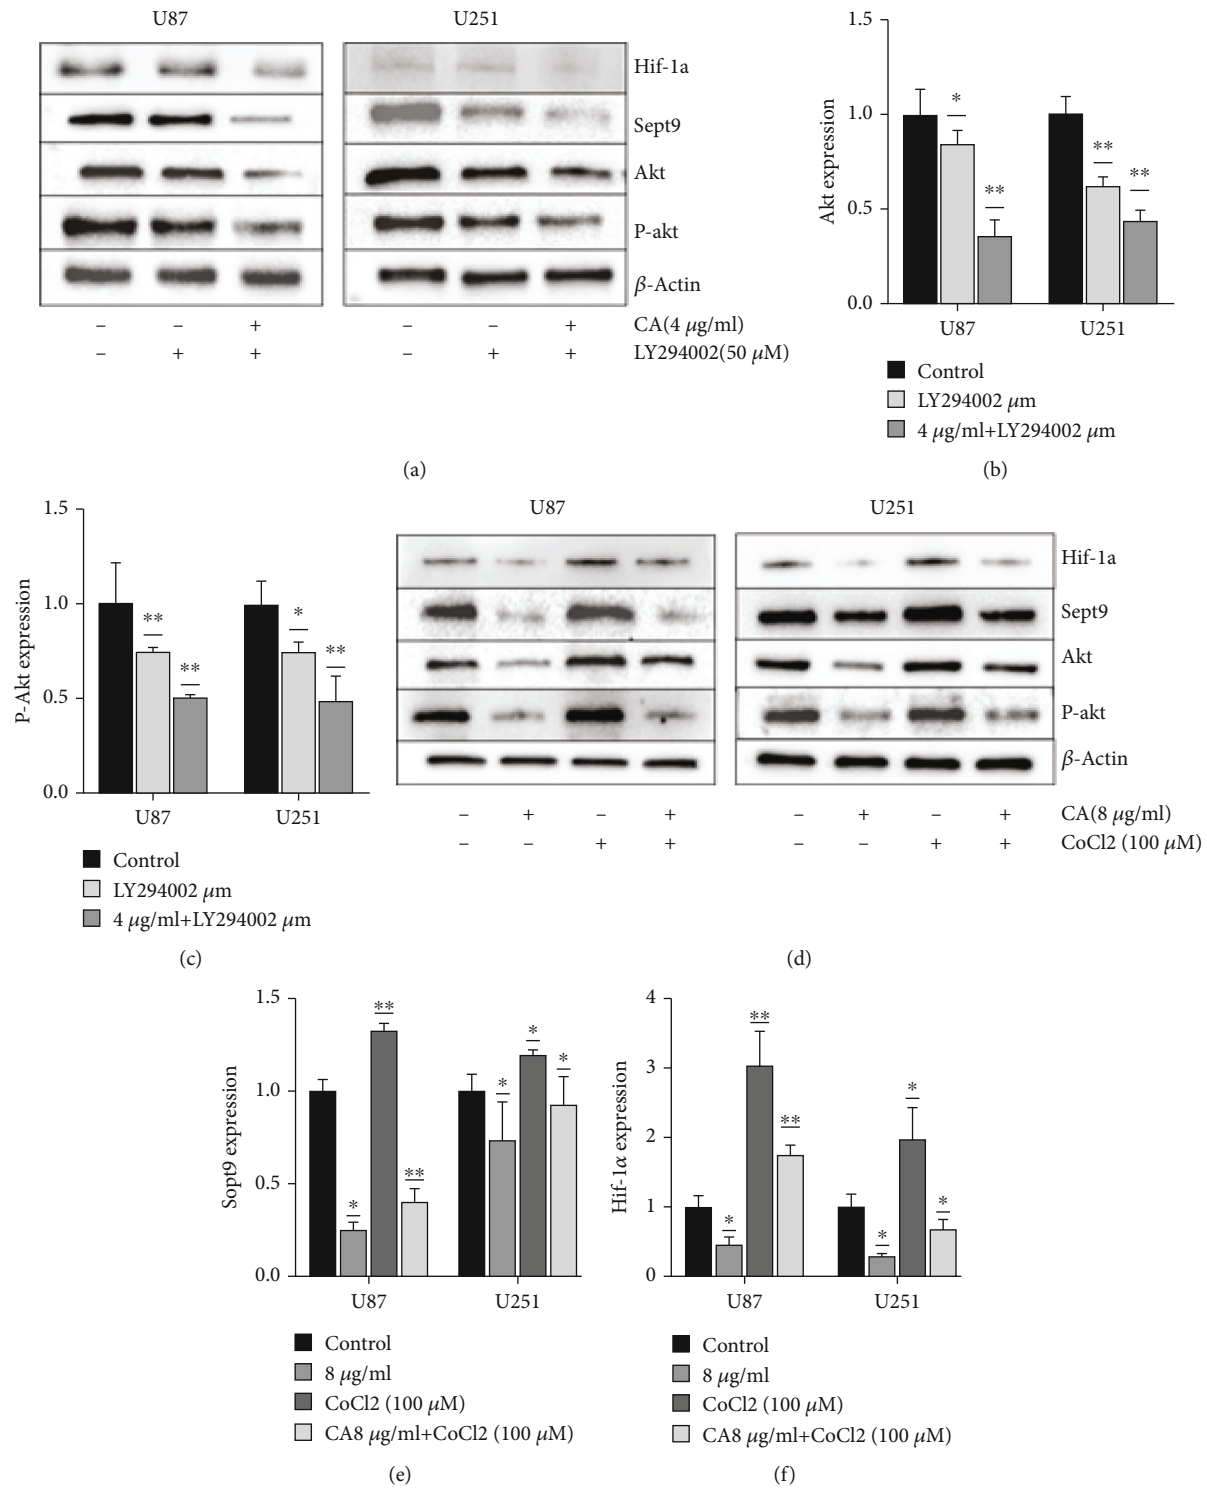 U87 U251
Hif-1a
Sept9
Akt
P-akt
β-Actin
– – + – – + CA(4 μg/ml)
– + + – + + LY294002(50 μM)
(a)
1.5
1.0
0.5
0.0
Akt expression
* ** ** **
U87 U251
Control
LY294002 μm
4 μg/ml+LY294002 μm
(b)
1.5
1.0
0.5
0.0
P-Akt expression
** ** * **
U87 U251
Control
LY294002 μm
4 μg/ml+LY294002 μm
(c)
U87 U251
Hif-1a
Sept9
Akt
P-akt
β-Actin
– + – + – + – + CA(8 μg/ml)
– – + + – – + + CoCl2 (100 μM)
(d)
1.5
1.0
0.5
0.0
Sopt9 expression
* ** ** * * *
U87 U251
Control
8 μg/ml
CoCl2 (100 μM)
CA8 μg/ml+CoCl2 (100 μM)
(e)
4
3
2
1
0
Hif-1α expression
* ** ** * * *
U87 U251
Control
8 μg/ml
CoCl2 (100 μM)
CA8 μg/ml+CoCl2 (100 μM)
(f)